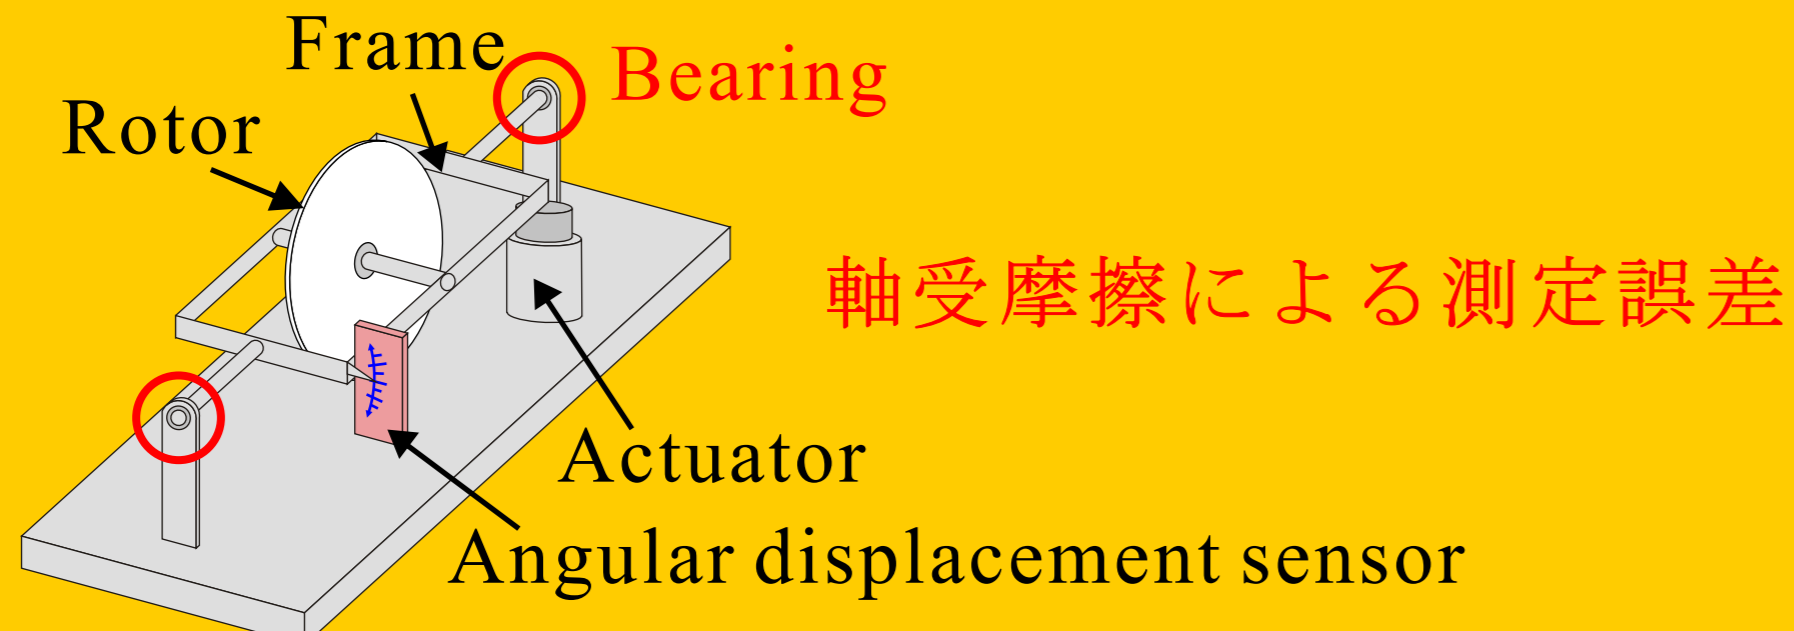 Frame
Bearing
Rotor
軸受摩擦による測定誤差
Actuator
Angular displacement sensor